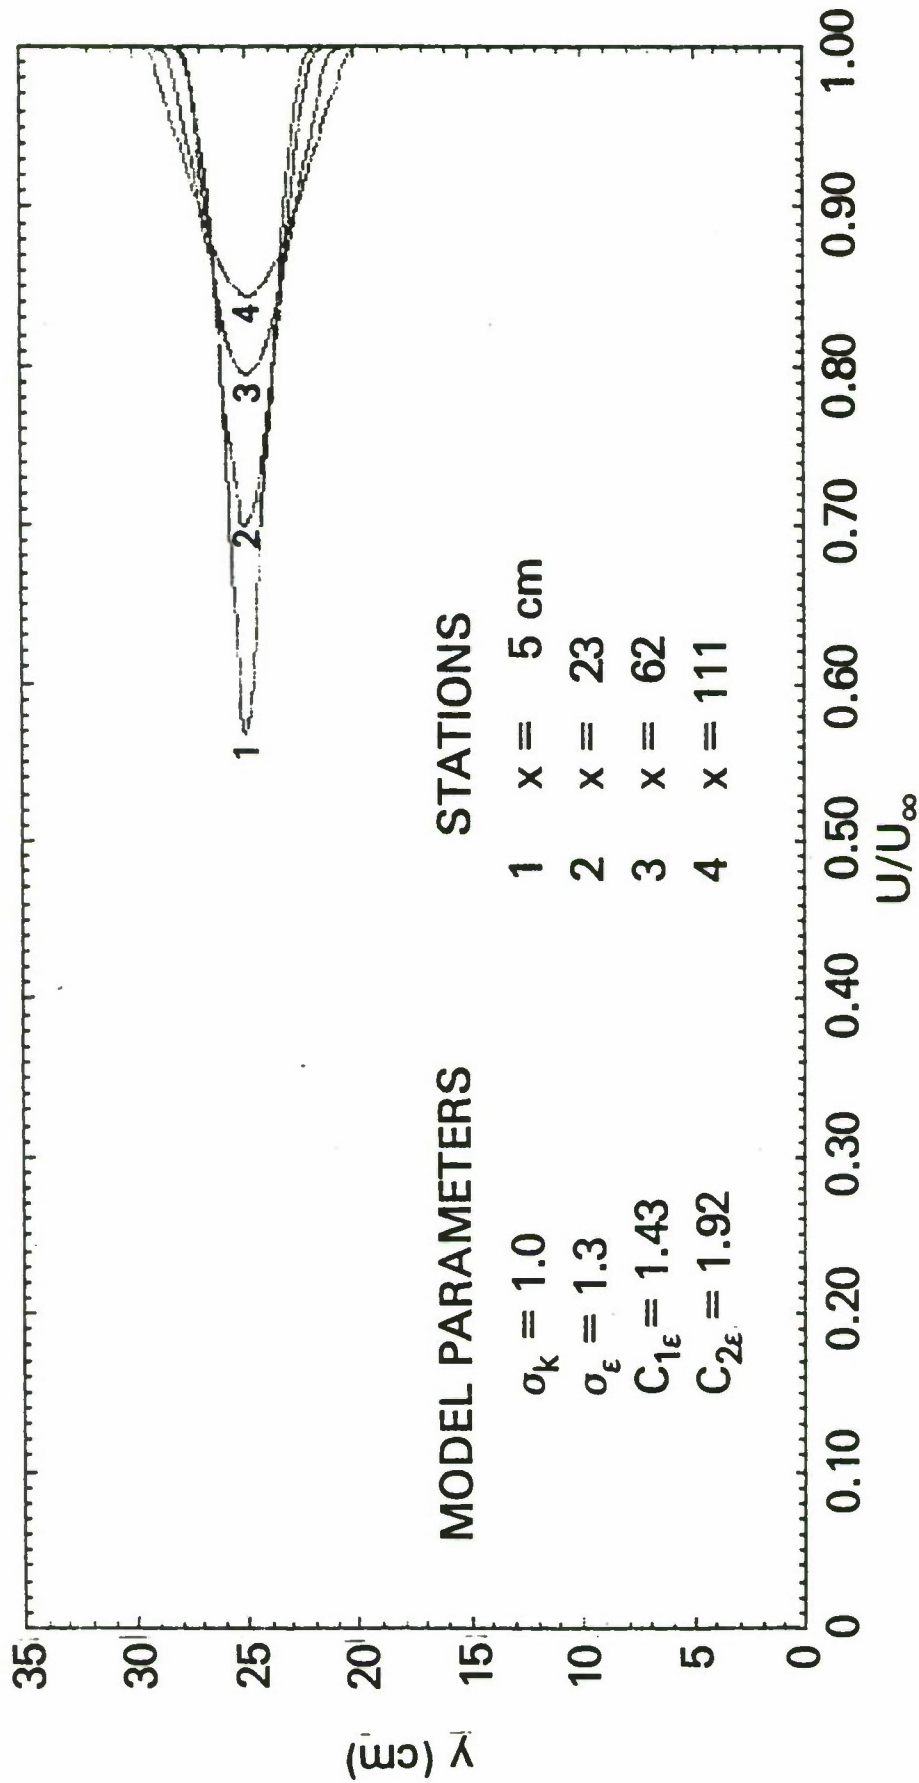 Y (cm)
35
30
25
20
15
10
5
0
1
2
3
4
MODEL PARAMETERS
σk = 1.0
σε = 1.3
C1ε = 1.43
C2ε = 1.92
STATIONS
1 x = 5 cm
2 x = 23
3 x = 62
4 x = 111
0 0.10 0.20 0.30 0.40 0.50 0.60 0.70 0.80 0.90 1.00
U/U∞